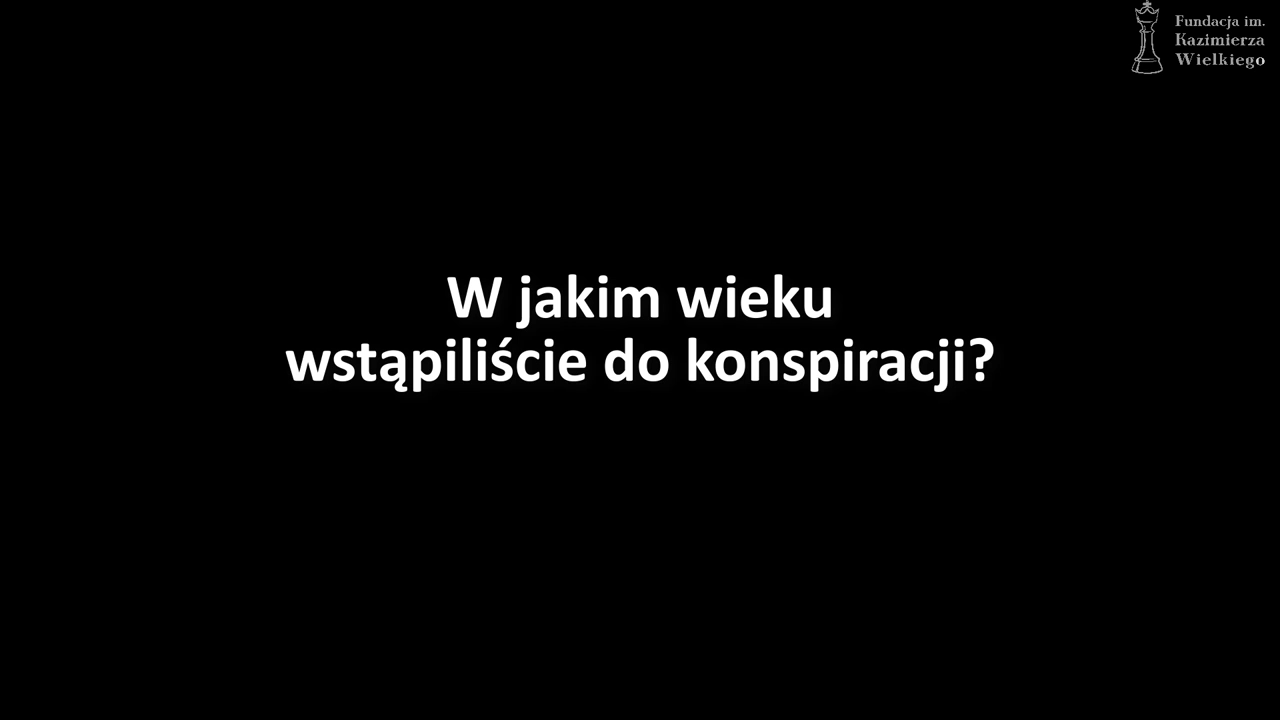 Fundacja im.
Kazimierza
Wielkiego
W jakim wieku
wstąpiliście do konspiracji?